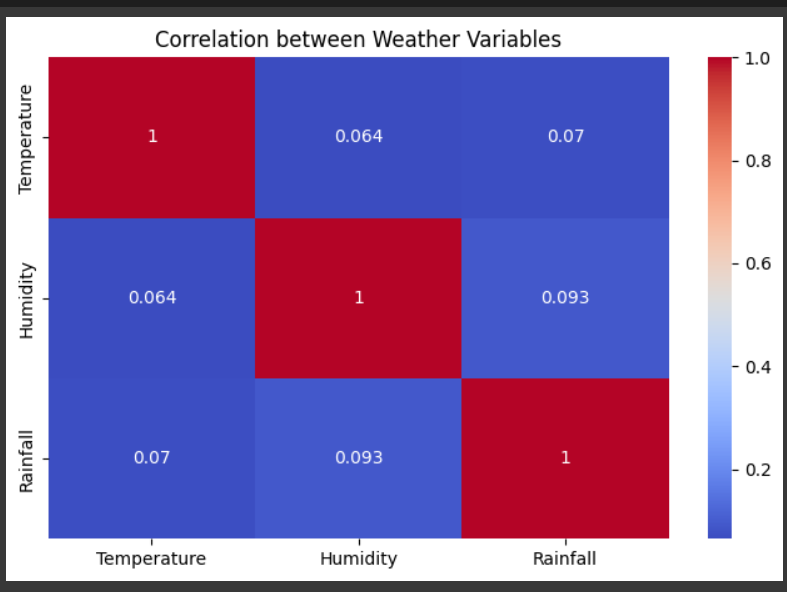 Correlation between Weather Variables
Temperature
1
0.064
0.07
Humidity
0.064
1
0.093
Rainfall
0.07
0.093
1
Temperature
Humidity
Rainfall
1.0
0.8
0.6
0.4
0.2